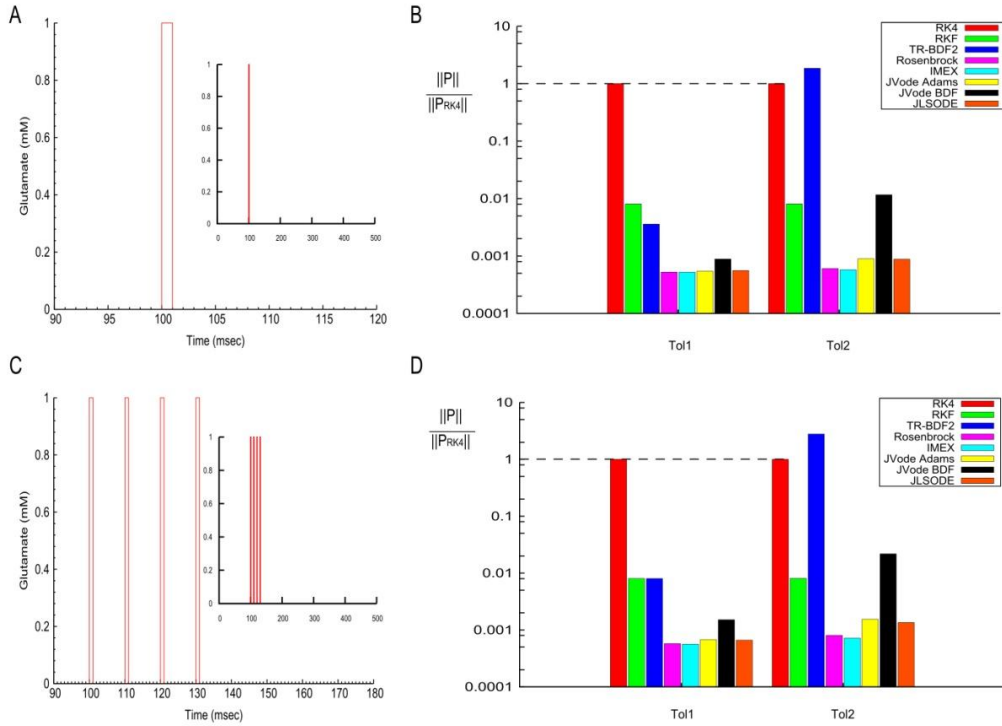 A
Glutamate (mM)
1
0.8
0.6
0.4
0.2
0
90 95 100 105 110 115 120
Time (msec)
1
0.8
0.6
0.4
0.2
0
0 100 200 300 400 500
B
||P||
||PRK4||
10
1
0.1
0.01
0.001
0.0001
Tol1 Tol2
RK4
RKF
TR-BDF2
Rosenbrock
IMEX
JVode Adams
JVode BDF
JLSODE
C
Glutamate (mM)
1
0.8
0.6
0.4
0.2
0
90 100 110 120 130 140 150 160 170 180
Time (msec)
1
0.8
0.6
0.4
0.2
0
0 100 200 300 400 500
D
||P||
||PRK4||
10
1
0.1
0.01
0.001
0.0001
Tol1 Tol2
RK4
RKF
TR-BDF2
Rosenbrock
IMEX
JVode Adams
JVode BDF
JLSODE